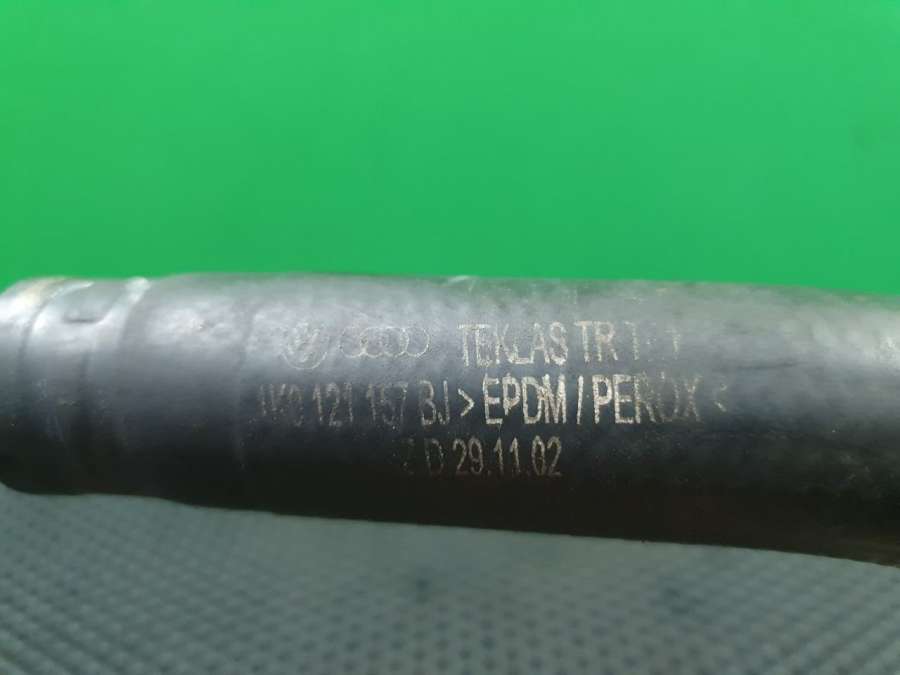 TEKLAS TR
1K0 121 157 BJ >EPDM/PEROX<
29.11.02